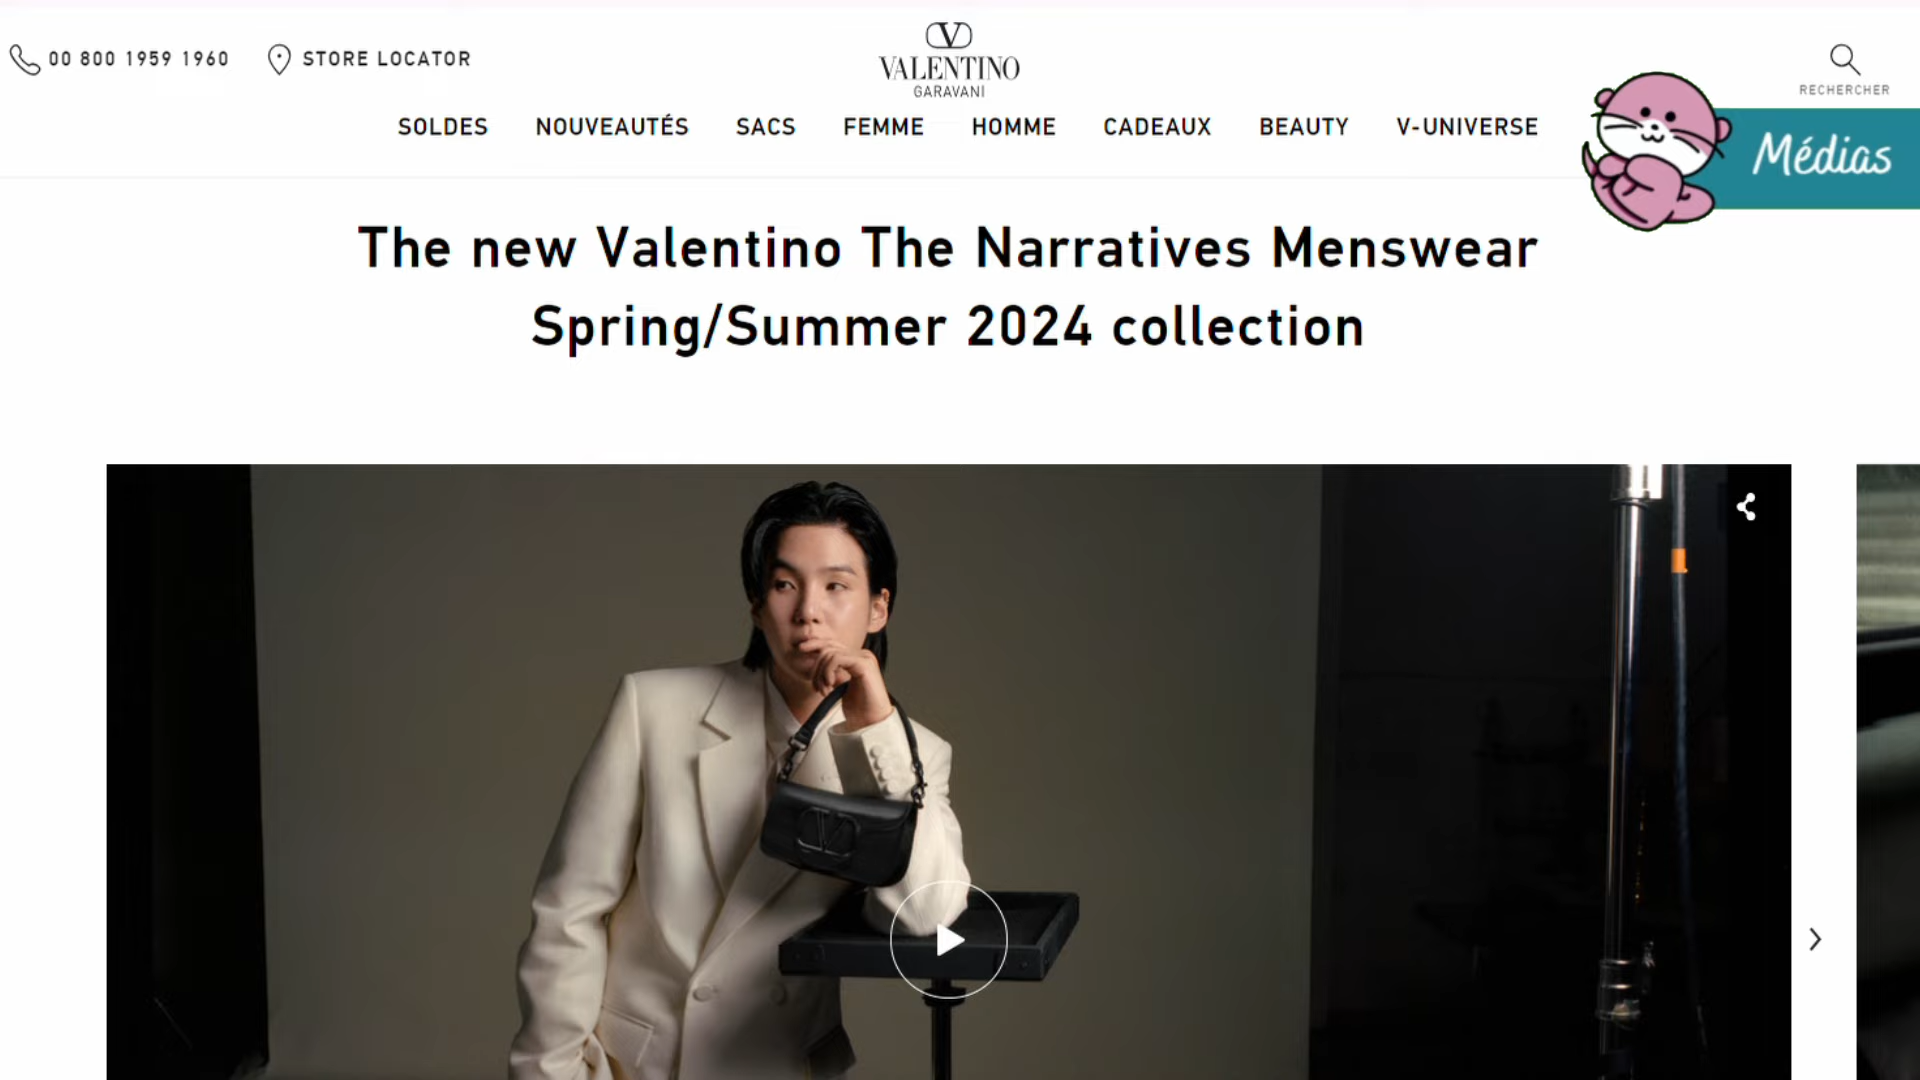 00 800 1959 1960
STORE LOCATOR
VALENTINO
GARAVANI
RECHERCHER
SOLDES
NOUVEAUTÉS
SACS
FEMME
HOMME
CADEAUX
BEAUTY
V-UNIVERSE
Médias
The new Valentino The Narratives Menswear
Spring/Summer 2024 collection